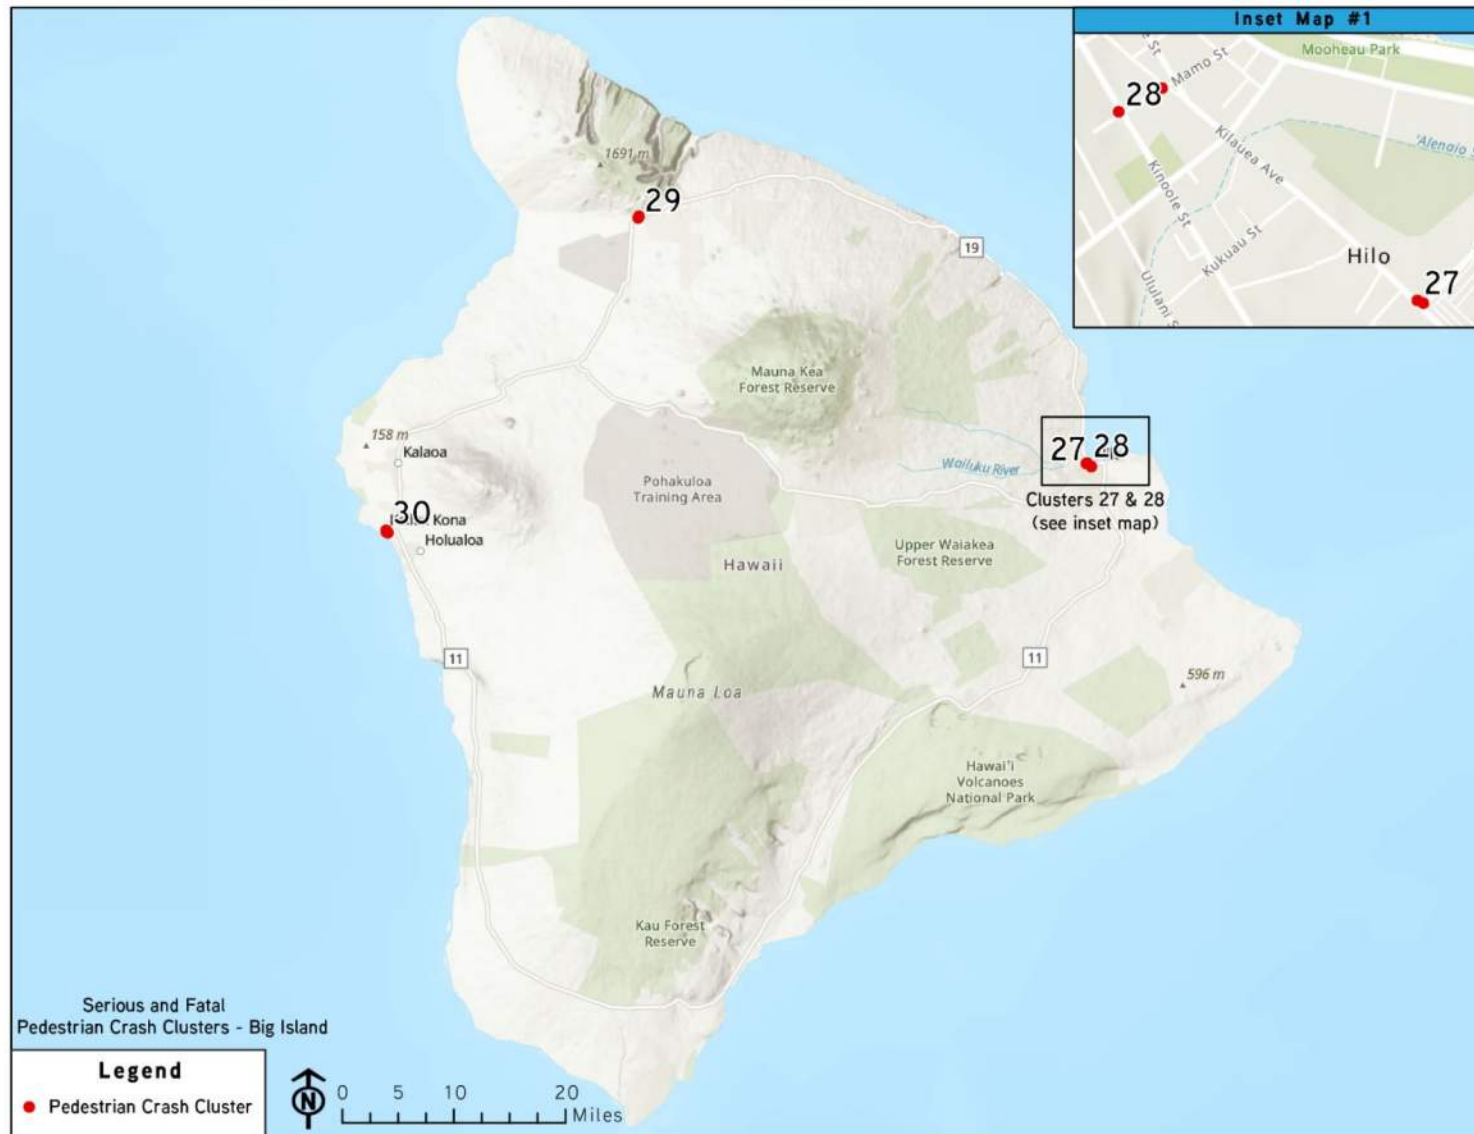 Inset Map #1
Mooheau Park
Mamo St
28
Kilauea Ave
'Alenaio
Kinoole St
Kukuau St
Hilo
Ululani S
27
1691 m
29
19
Mauna Kea
Forest Reserve
158 m
Kalaoa
27 28
Wailuku River
Pohakuloa
Training Area
Clusters 27 & 28
(see inset map)
30
Kona
Holualoa
Upper Waiakea
Forest Reserve
Hawaii
11
11
596 m
Mauna Loa
Hawai'i
Volcanoes
National Park
Kau Forest
Reserve
Serious and Fatal
Pedestrian Crash Clusters - Big Island
Legend
Pedestrian Crash Cluster
N
0 5 10 20
Miles